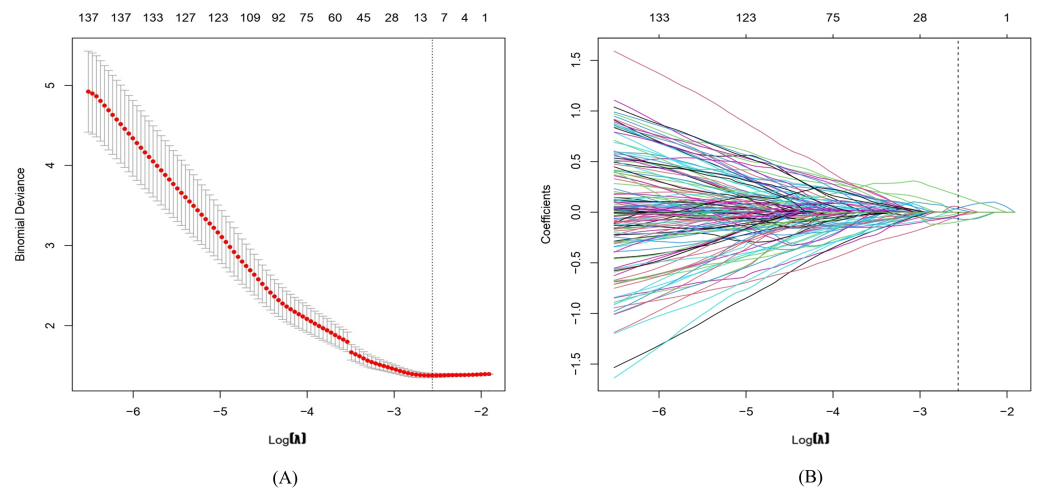 137 137 133 127 123 109 92 75 60 45 28 13 7 4 1
Binomial Deviance
5
4
3
2
−6 −5 −4 −3 −2
Log(λ)
(A)
133 123 75 28 1
Coefficients
1.5
1.0
0.5
0.0
−0.5
−1.0
−1.5
−6 −5 −4 −3 −2
Log(λ)
(B)